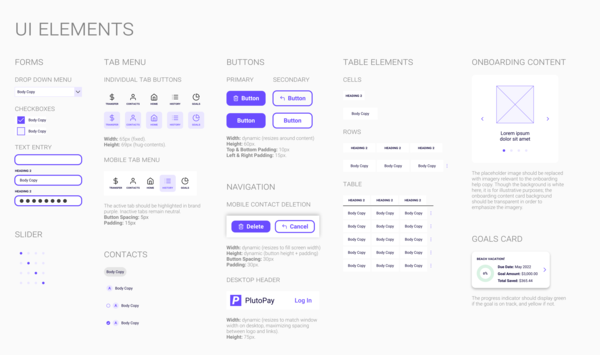 UI ELEMENTS
FORMS
DROP DOWN MENU
Body Copy
CHECKBOXES
Body Copy
Body Copy
TEXT ENTRY
HEADING 3
Body Copy
HEADING 3
SLIDER
TAB MENU
INDIVIDUAL TAB BUTTONS
TRANSFER CONTACTS HOME HISTORY GOALS
TRANSFER CONTACTS HOME HISTORY GOALS
Width: 65px (fixed)
Height: 65px (hug contents)
MOBILE TAB MENU
TRANSFER CONTACTS HOME HISTORY GOALS
The active tab should be highlighted in brand
purple. Inactive tabs remain neutral.
Button Spacing: 5px
Padding: 15px
CONTACTS
Body Copy
Body Copy
Body Copy
Body Copy
BUTTONS
PRIMARY
SECONDARY
Button
Button
Button
Button
Width: dynamic (resizes around content)
Height: 50px
Top & Bottom Padding: 10px
Left & Right Padding: 15px
NAVIGATION
MOBILE CONTACT DELETION
Delete
Cancel
Width: dynamic (resizes to fill screen width)
Height: dynamic (button height + padding)
Button Spacing: 20px
Padding: 20px
DESKTOP HEADER
PlutoPay
Log In
Width: dynamic (resizes to match window
width on desktop, maximizing spacing
between logo and links)
Height: 75px
TABLE ELEMENTS
CELLS
HEADING 3
Body Copy
ROWS
HEADING 3 HEADING 3 HEADING 3
Body Copy Body Copy Body Copy
TABLE
HEADING 3 HEADING 3 HEADING 3
Body Copy Body Copy Body Copy
Body Copy Body Copy Body Copy
Body Copy Body Copy Body Copy
Body Copy Body Copy Body Copy
Body Copy Body Copy Body Copy
ONBOARDING CONTENT
Lorem ipsum
dolor sit amet
The placeholder image should be replaced
with imagery relevant to the onboarding
help copy. Though the background is white
here, it is for illustrative purposes, the
onboarding content card background
should be transparent in order to
emphasize the imagery.
GOALS CARD
BEACH VACATION!
Due Date: May 2022
Goal Amount: $3,000.00
Total Saved: $365.44
The progress indicator should display green
if the goal is on track, and yellow if not.